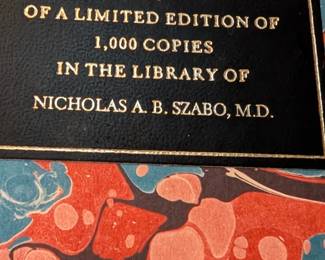 OF A LIMITED EDITION OF
1,000 COPIES
IN THE LIBRARY OF
NICHOLAS A. B. SZABO, M.D.